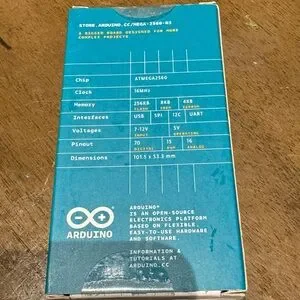 STORE.ARDUINO.CC/MEGA-2560-R3
A BIGGER BOARD DESIGNED FOR MORE
COMPLEX PROJECTS.
Chip ATMEGA2560
Clock 16MHz
Memory 256KB 8KB 4KB
FLASH SRAM EEPROM
Interfaces USB SPI I2C UART
Voltages 7-12V 5V
INPUT OPERATING
Pinout 70 15 16
DIGITAL PWM ANALOG
Dimensions 101.5 x 53.3 mm
ARDUINO
ARDUINO®
IS AN OPEN-SOURCE
ELECTRONICS PLATFORM
BASED ON FLEXIBLE,
EASY-TO-USE HARDWARE
AND SOFTWARE.
INFORMATION &
TUTORIALS AT
ARDUINO.CC